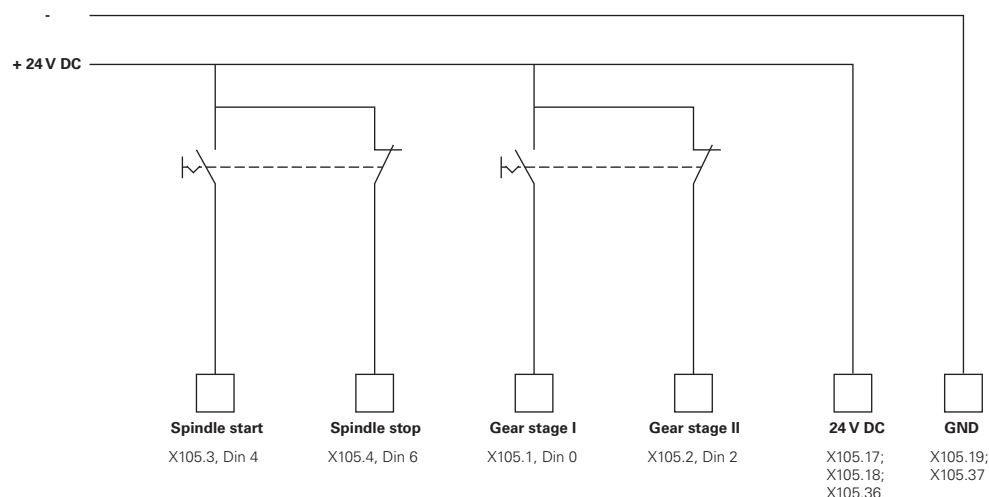 -
+ 24 V DC
Spindle start
Spindle stop
Gear stage I
Gear stage II
24 V DC
GND
X105.3, Din 4
X105.4, Din 6
X105.1, Din 0
X105.2, Din 2
X105.17;
X105.18;
X105.36
X105.19;
X105.37